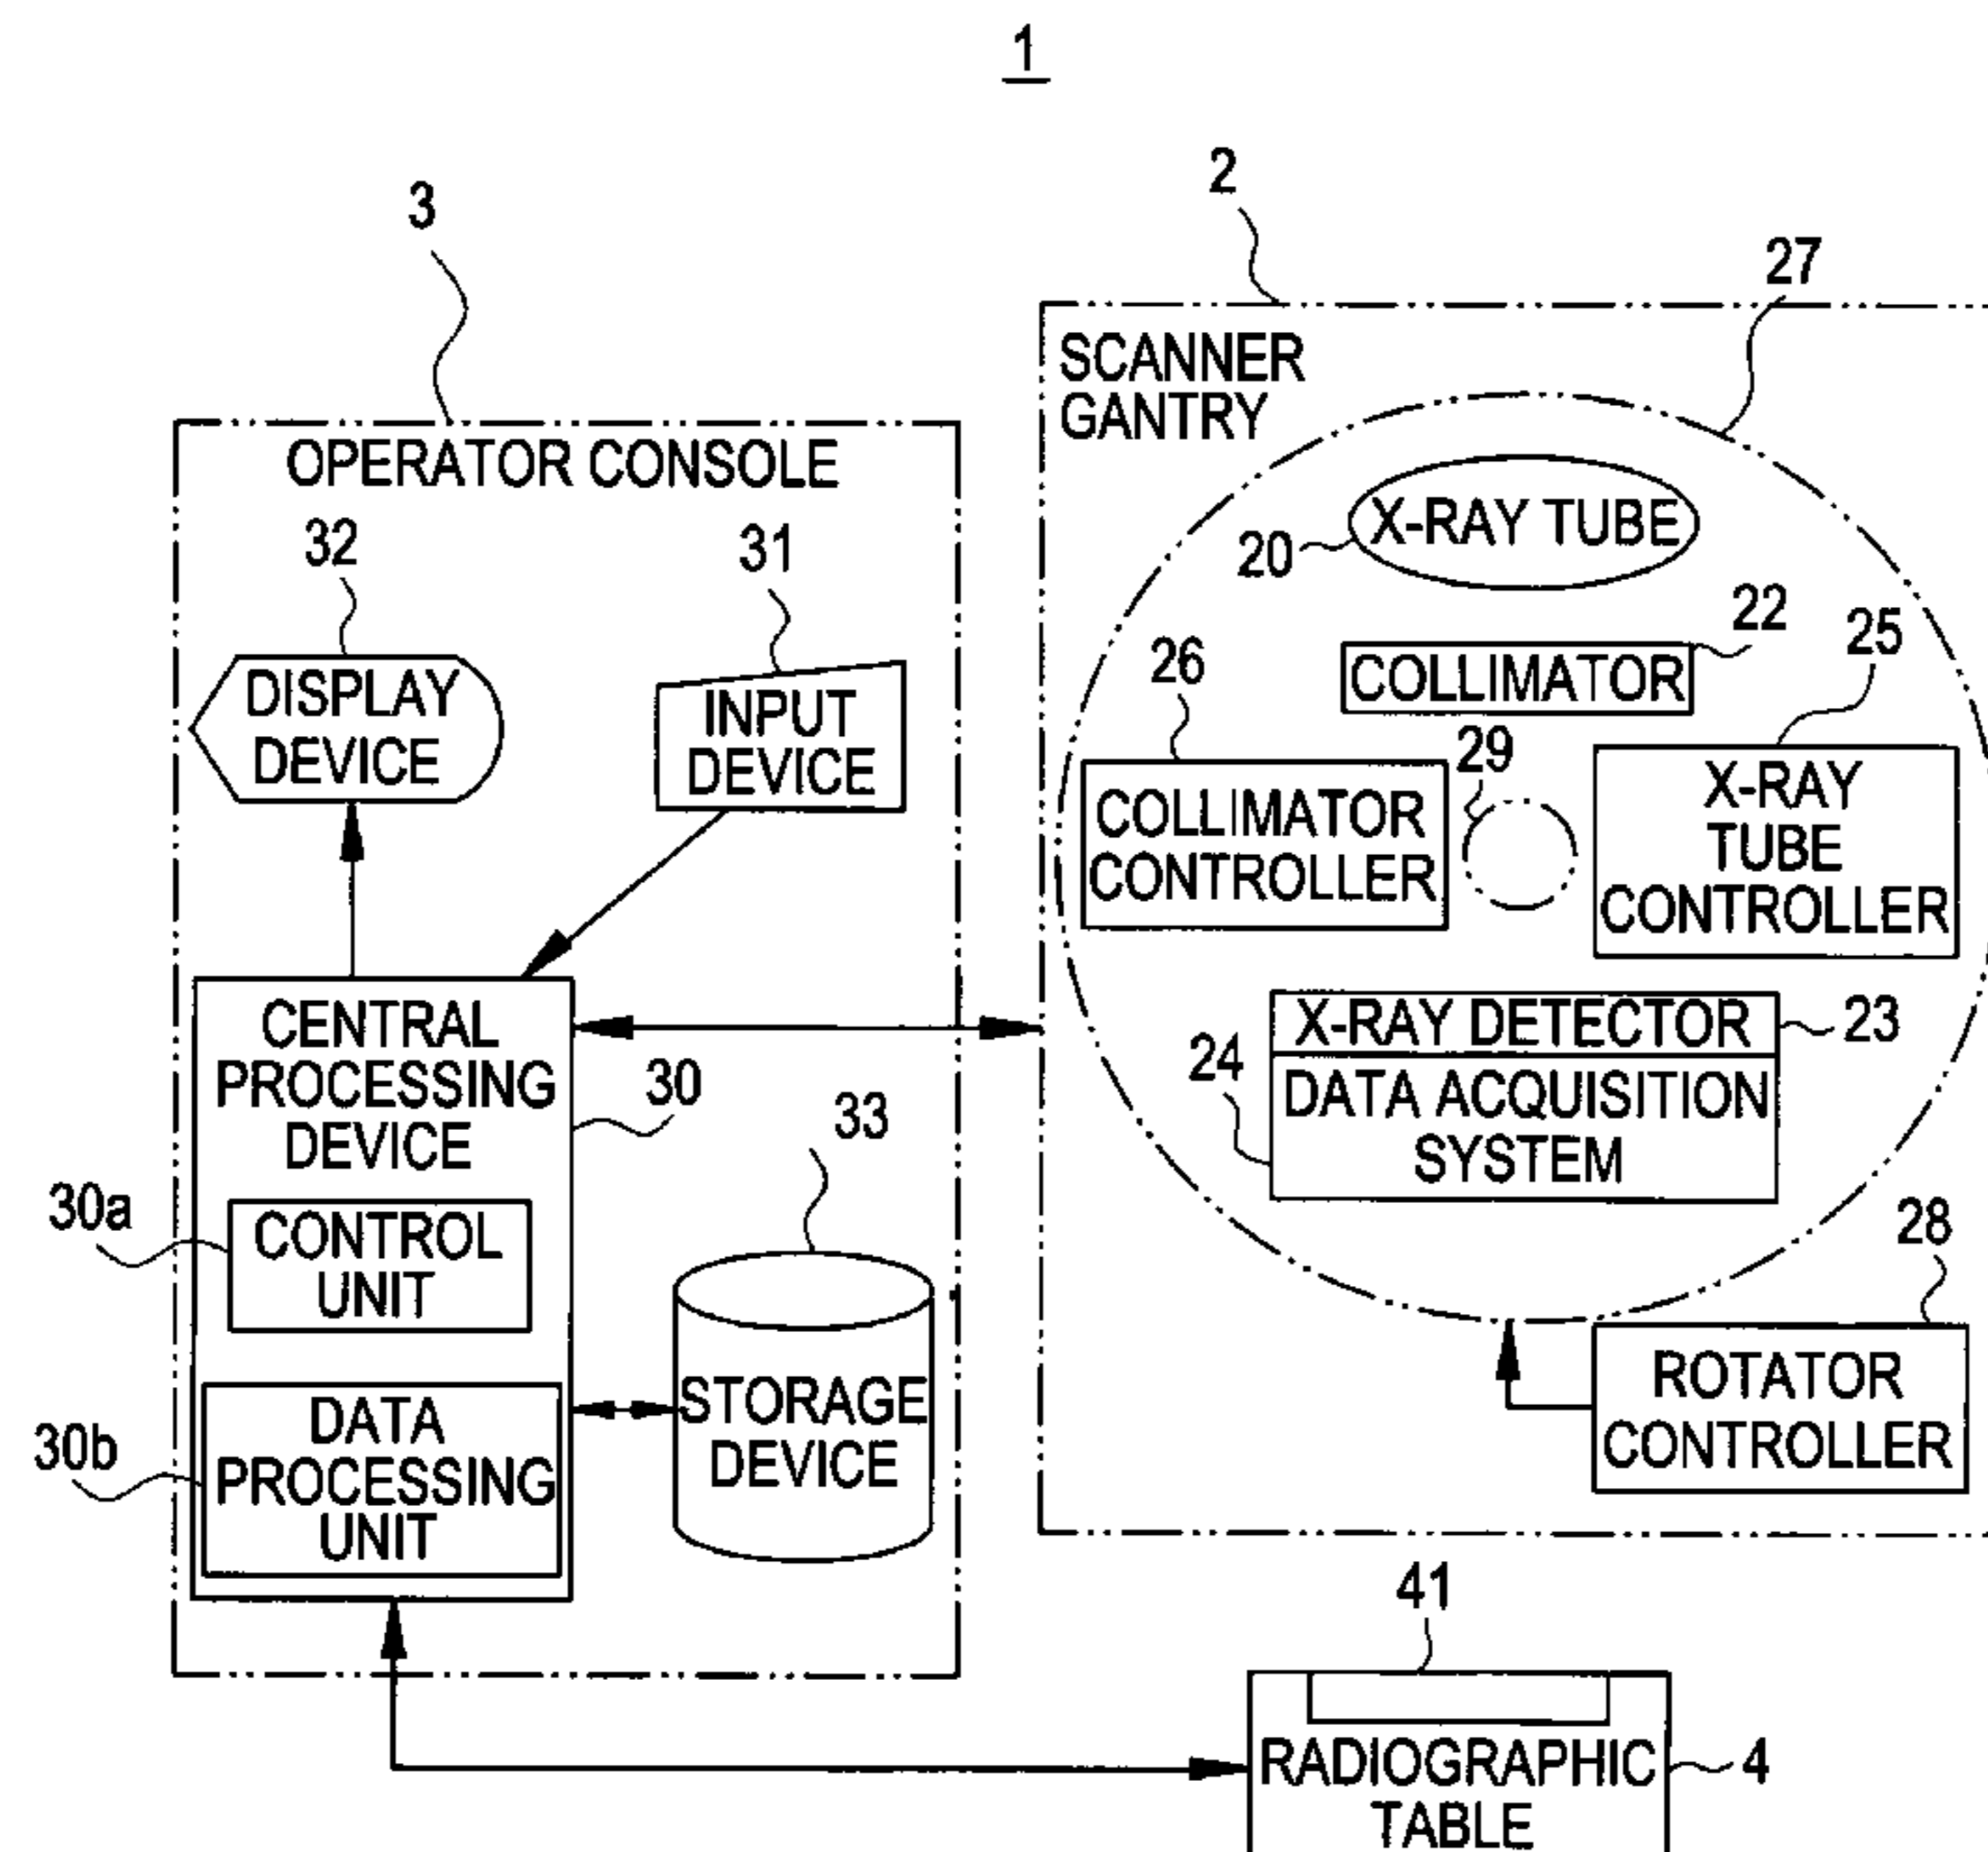 1
3
2
27
SCANNER
GANTRY
OPERATOR CONSOLE
32
31
X-RAY TUBE
20
22
25
26
COLLIMATOR
DISPLAY
DEVICE
INPUT
DEVICE
29
COLLIMATOR
CONTROLLER
X-RAY
TUBE
CONTROLLER
CENTRAL
PROCESSING
DEVICE
30
33
X-RAY DETECTOR
23
24
DATA ACQUISITION
SYSTEM
30a
CONTROL
UNIT
28
30b
DATA
PROCESSING
UNIT
STORAGE
DEVICE
ROTATOR
CONTROLLER
41
RADIOGRAPHIC
TABLE
4